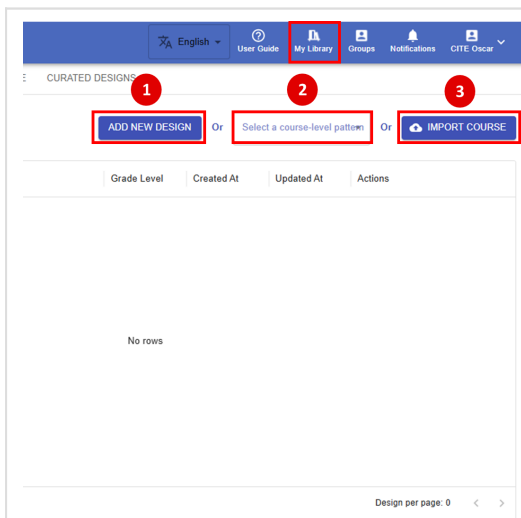 English
User Guide
My Library
Groups
Notifications
CITE Oscar
E CURATED DESIGNS
1
2
3
ADD NEW DESIGN Or Select a course-level pattern Or IMPORT COURSE
Grade Level Created At Updated At Actions
No rows
Design per page: 0